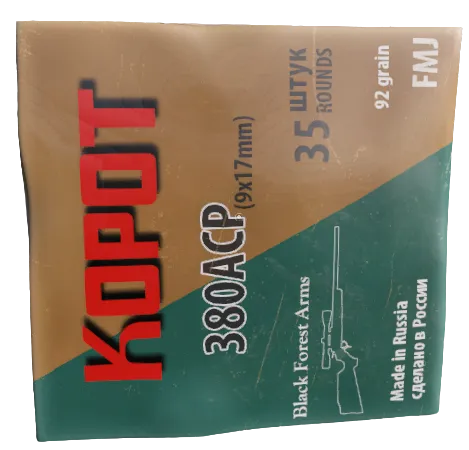 КОРОТ
380ACP
(9x17mm)
Black Forest Arms
35 ШТУК
ROUNDS
Made in Russia
сделано в России
92 grain
FMJ